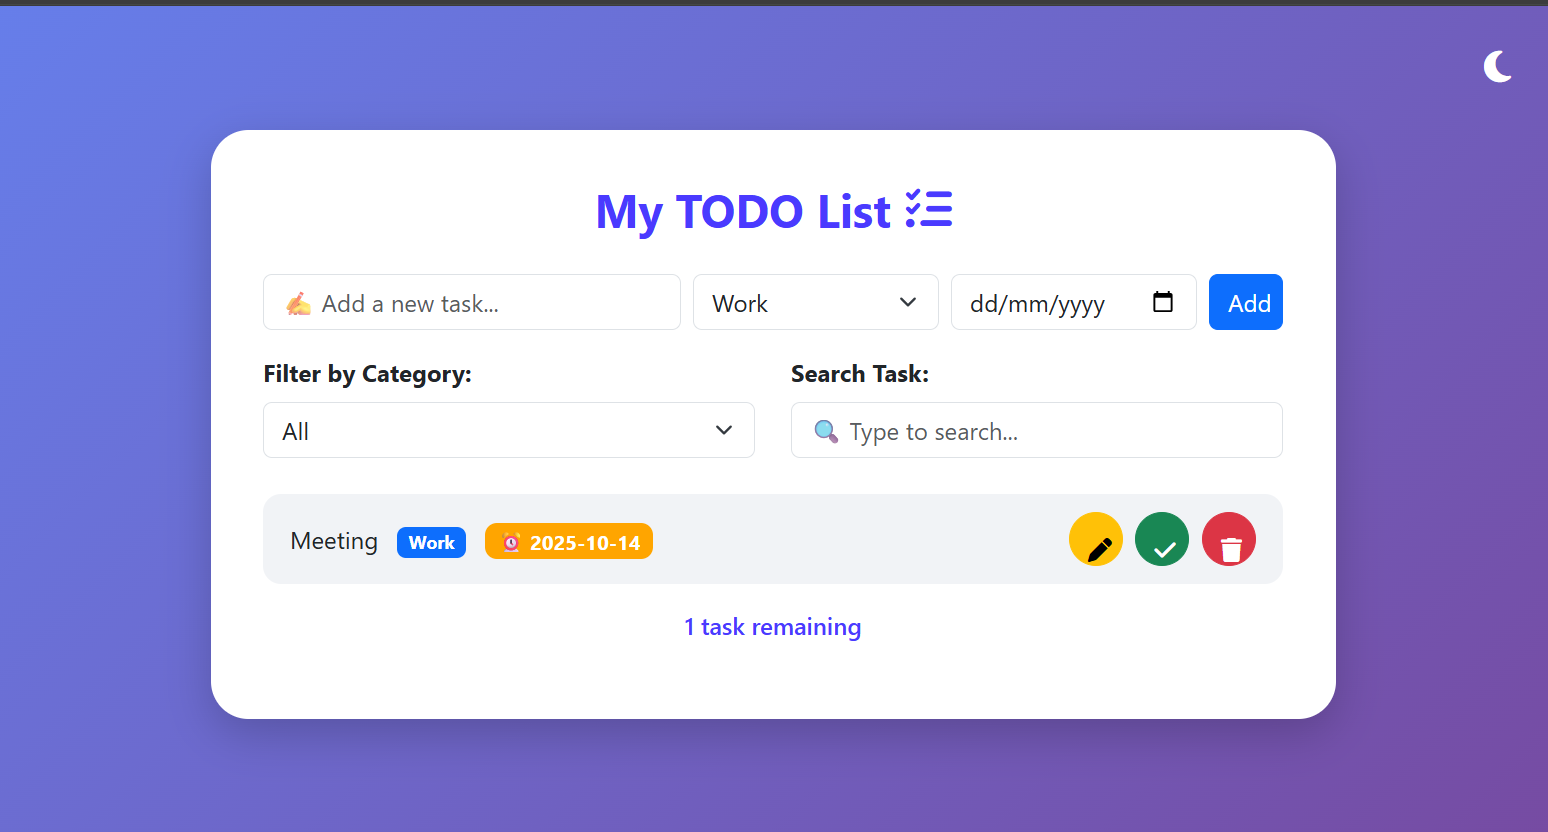 My TODO List
✍️ Add a new task...
Work
dd/mm/yyyy
Add
Filter by Category:
Search Task:
All
🔍 Type to search...
Meeting Work ⏰ 2025-10-14
1 task remaining